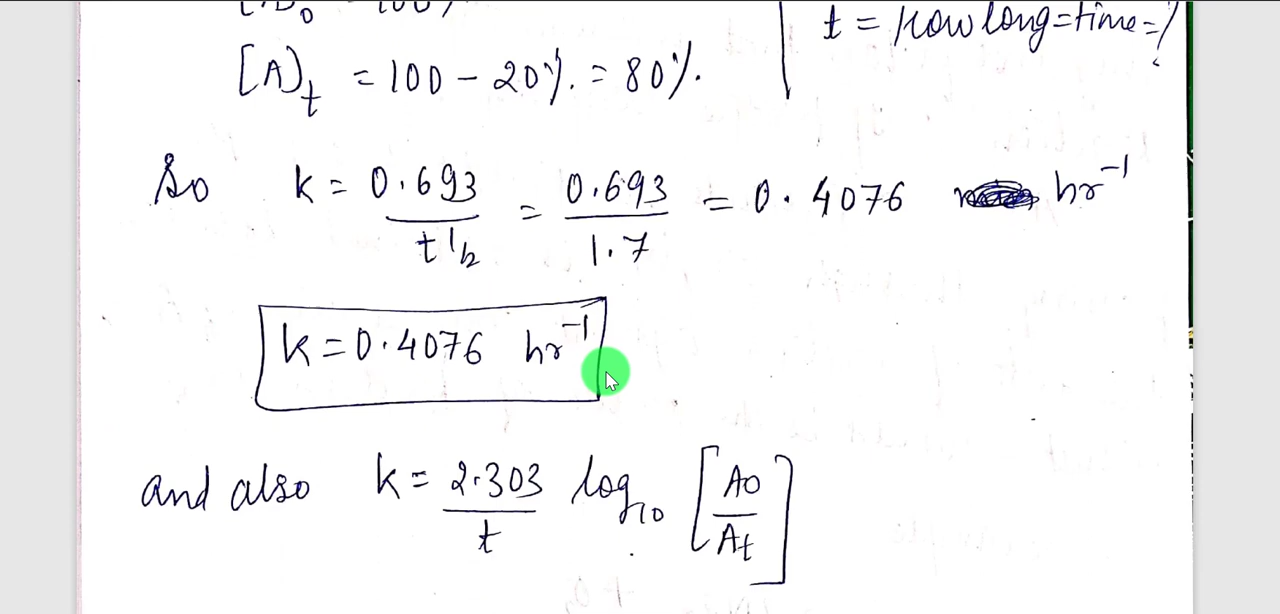 t = how long = time = ?
[A]t = 100 - 20% = 80%.
So k = 0.693 / t1/2 = 0.693 / 1.7 = 0.4076 hr⁻¹
k = 0.4076 hr⁻¹
and also k = 2.303 / t log10 [A0 / At]